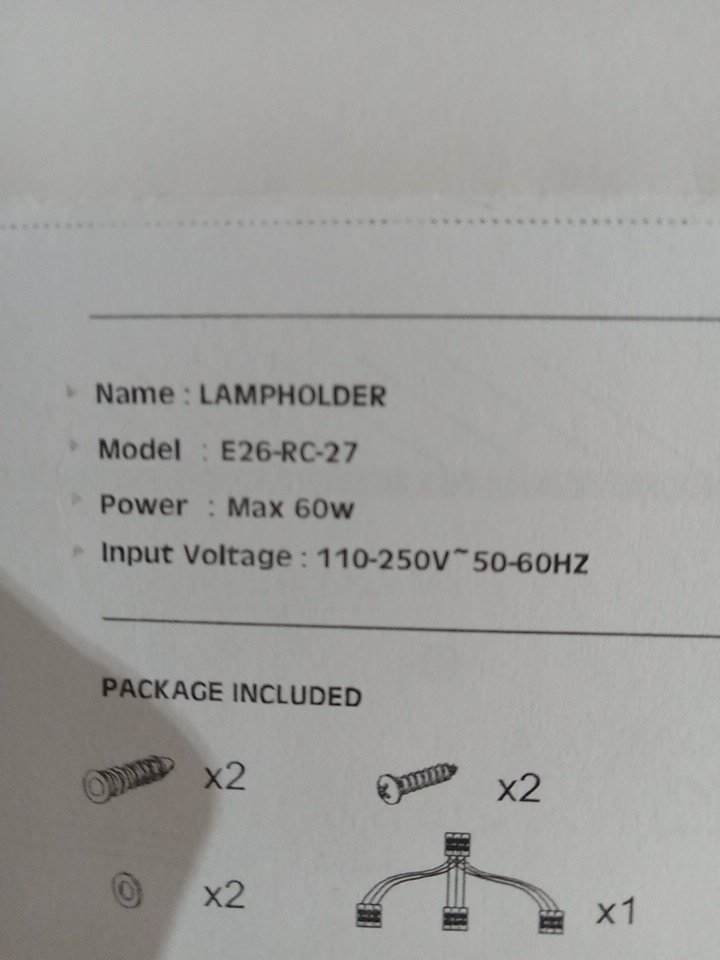 Name : LAMPHOLDER
Model : E26-RC-27
Power : Max 60w
Input Voltage : 110-250V~50-60HZ
PACKAGE INCLUDED
x2 x2
x2 x1